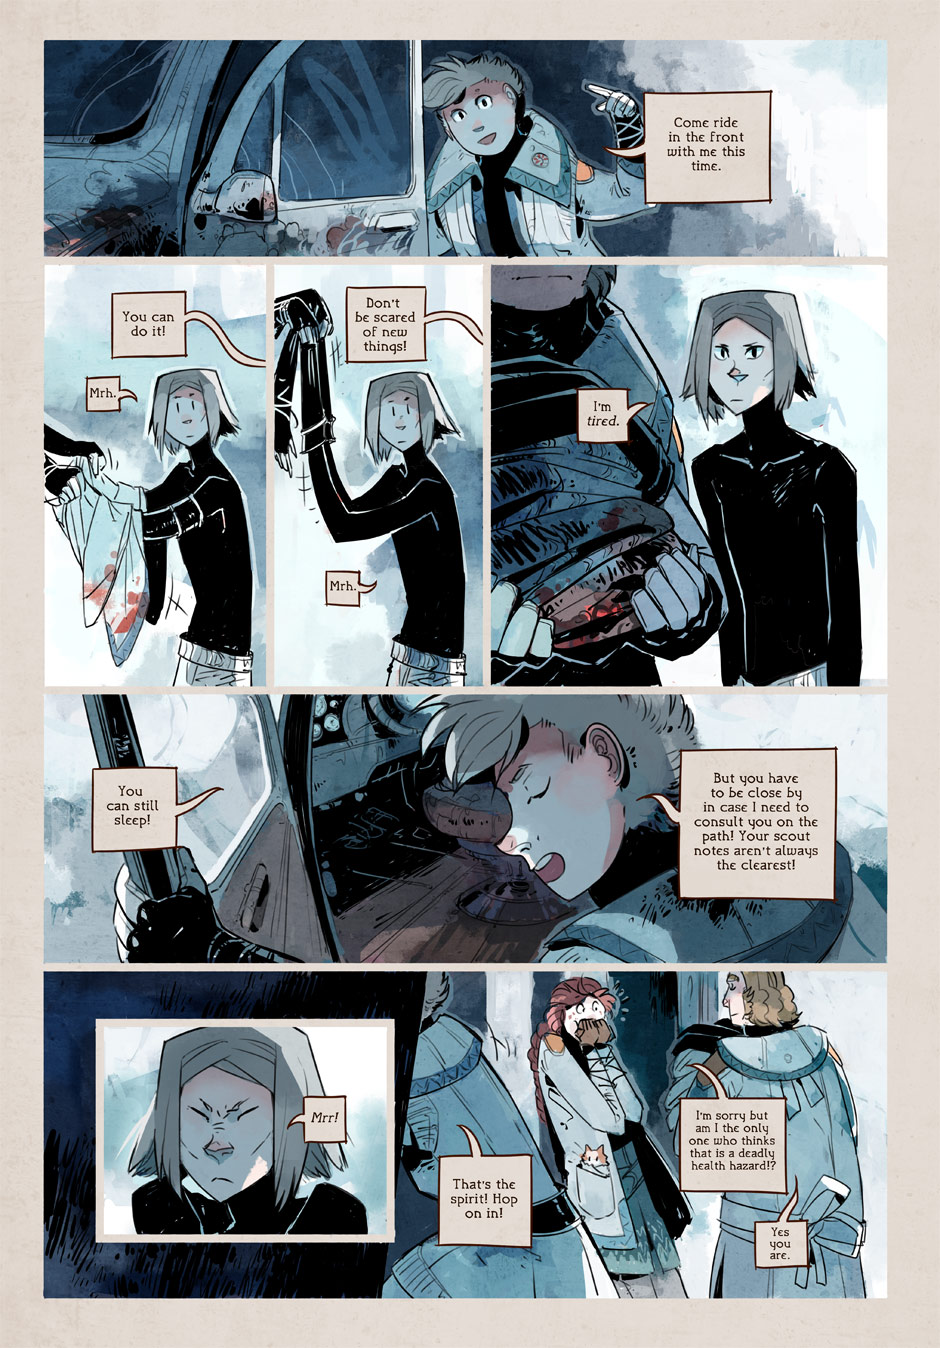 Come ride
in the front
with me this
time.
You can
do it!
Mrh.
Don't
be scared
of new
things!
Mrh.
I'm
tired.
You
can still
sleep!
But you have
to be close by
in case I need to
consult you on the
path! Your scout
notes aren't always
the clearest!
Mrr!
That's the
spirit! Hop
on in!
I'm sorry but
am I the only
one who thinks
that is a deadly
health hazard!?
Yes
you
are.